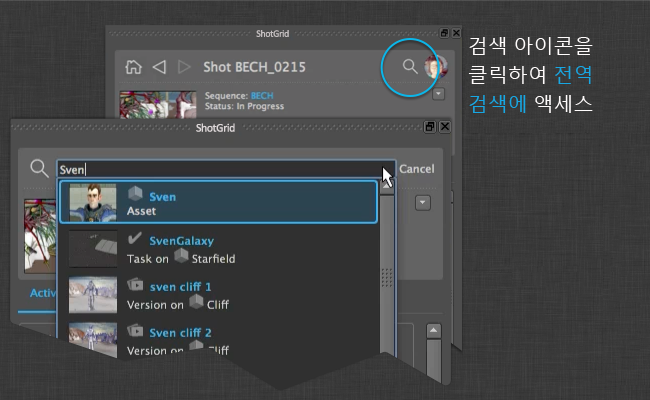 ShotGrid
Shot BECH_0215
Sequence: BECH
Status: In Progress
검색 아이콘을
클릭하여 전역
검색에 액세스
ShotGrid
Sven
Cancel
Sven
Asset
SvenGalaxy
Task on Starfield
sven cliff 1
Version on Cliff
Sven cliff 2
Version on Cliff
Activ